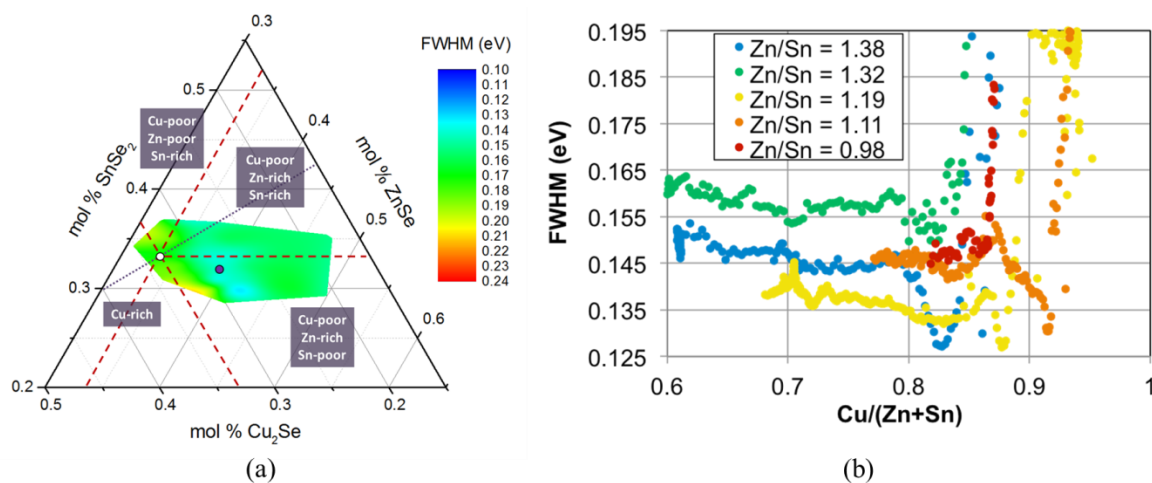 0.3
FWHM (eV)
0.10
0.11
0.12
0.13
0.14
0.15
0.16
0.17
0.18
0.19
0.20
0.21
0.22
0.23
0.24
0.5
0.4
0.4
0.5
0.3
0.6
0.2
0.5
0.4
0.3
0.2
mol % SnSe₂
mol % ZnSe
mol % Cu₂Se
Cu-poor
Zn-poor
Sn-rich
Cu-poor
Zn-rich
Sn-rich
Cu-rich
Cu-poor
Zn-rich
Sn-poor
(a)
FWHM (eV)
0.195
0.185
0.175
0.165
0.155
0.145
0.135
0.125
Zn/Sn = 1.38
Zn/Sn = 1.32
Zn/Sn = 1.19
Zn/Sn = 1.11
Zn/Sn = 0.98
0.6
0.7
0.8
0.9
1
Cu/(Zn+Sn)
(b)